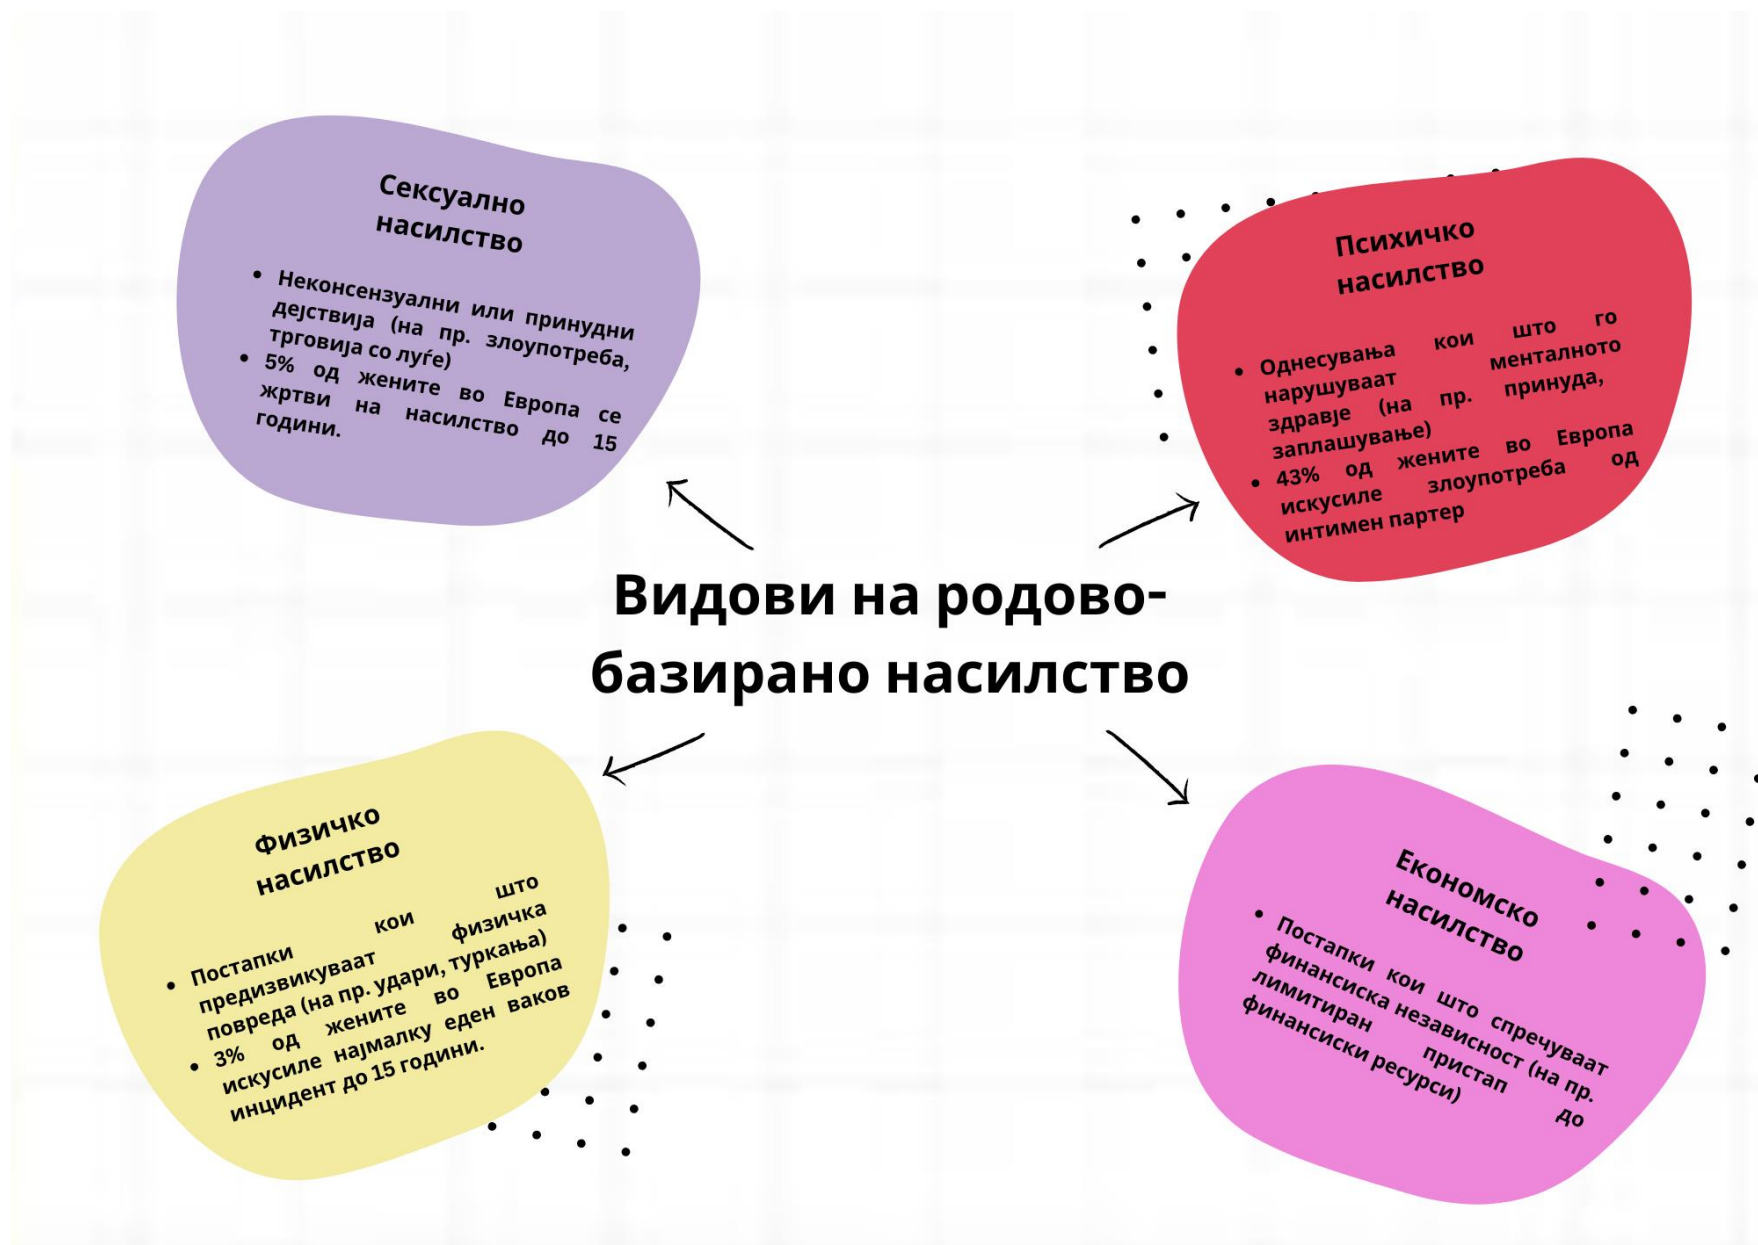 Сексуално
насилство
• Неконсензуални или принудни
дејствија (на пр. злоупотреба,
трговија со луѓе)
• 5% од жените во Европа се
жртви на насилство до 15
години.
Психичко
насилство
• Однесувања кои што го
нарушуваат менталното
здравје (на пр. принуда,
заплашување)
• 43% од жените во Европа
искусиле злоупотреба од
интимен партер
Видови на родово-
базирано насилство
Физичко
насилство
• Постапки кои што
предизвикуваат физичка
повреда (на пр. удари, туркања)
• 3% од жените во Европа
искусиле најмалку еден ваков
инцидент до 15 години.
Економско
насилство
• Постапки кои што спречуваат
финансиска независност (на пр.
лимитиран пристап до
финансиски ресурси)